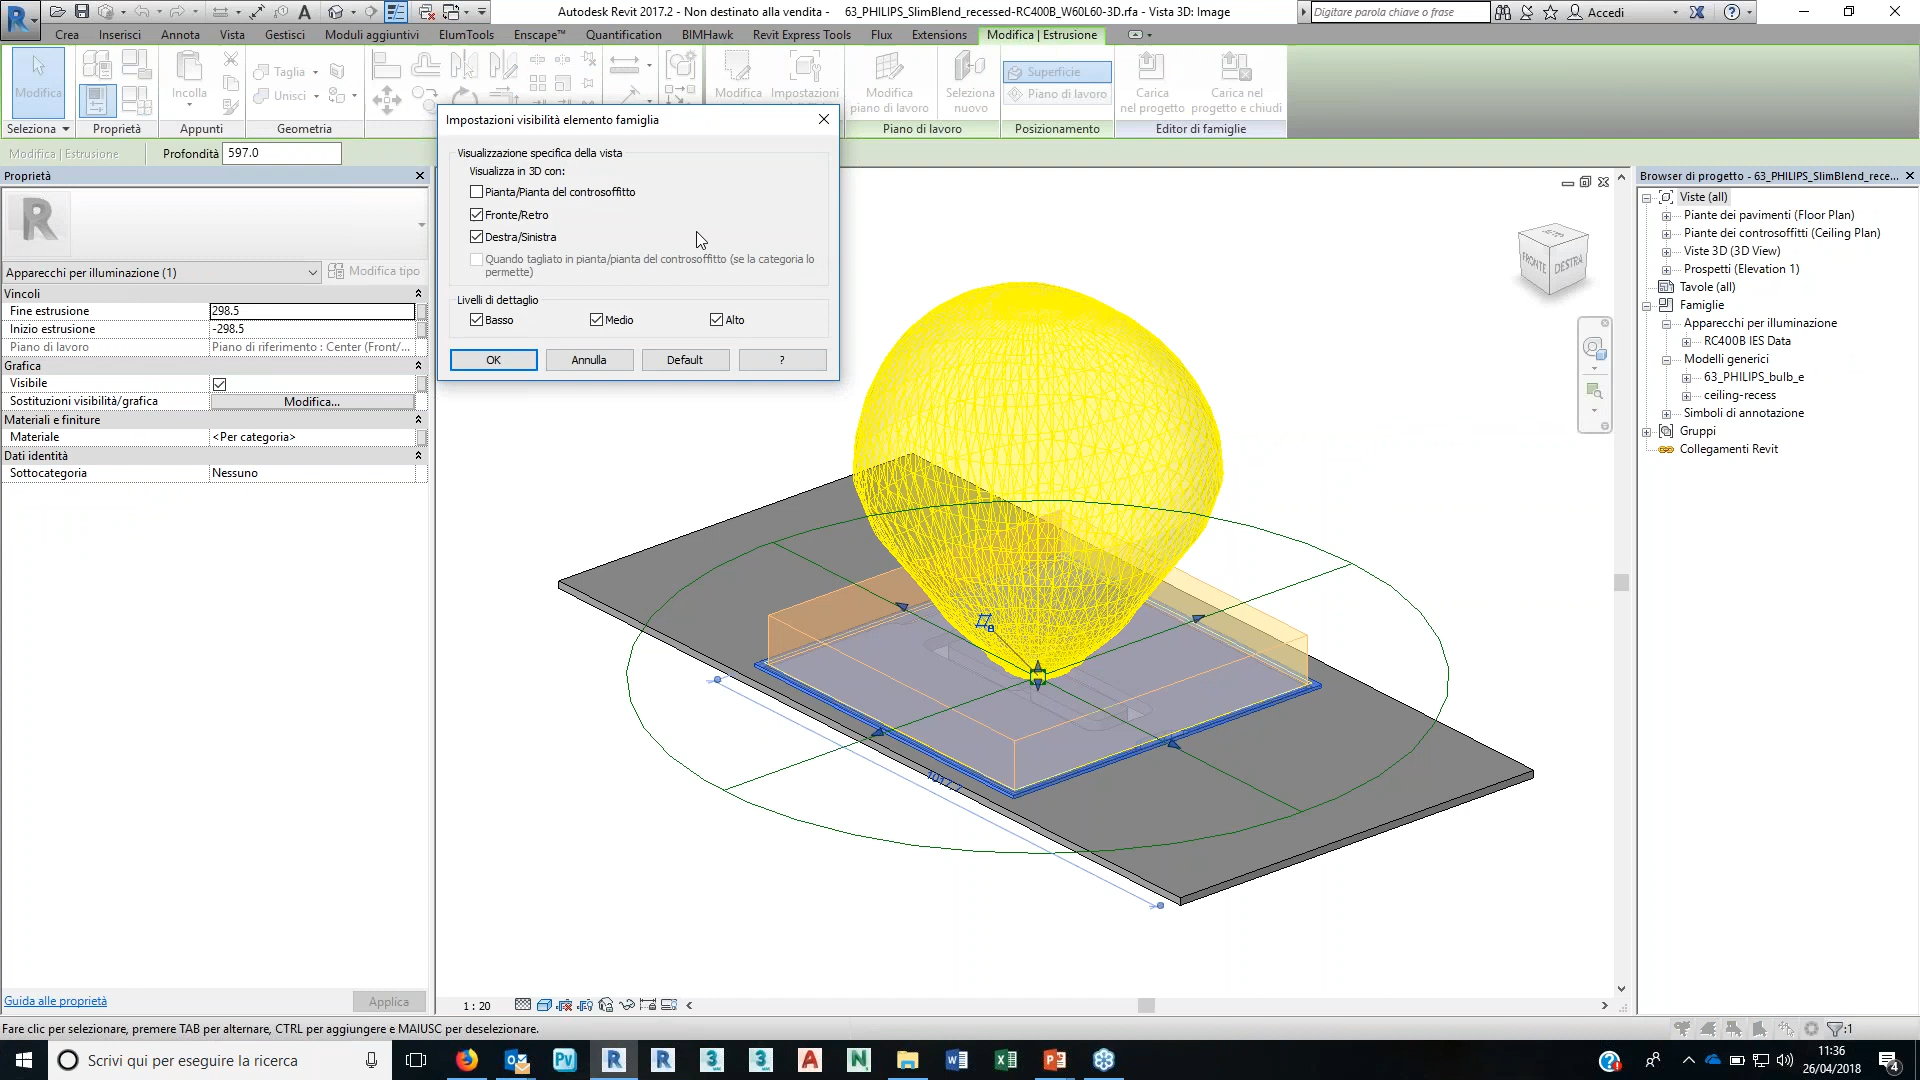 Autodesk Revit 2017.2 - Non destinato alla vendita - 63_PHILIPS_SlimBlend_recessed-RC400B_W60L60-3D.rfa - Vista 3D: Image
Digitare parola chiave o frase
Accedi
Crea Inserisci Annota Vista Gestisci Moduli aggiuntivi ElumTools Enscape™ Quantification BIMHawk Revit Express Tools Flux Extensions Modifica | Estrusione
Modifica
Incolla
Taglia
Unisci
Modifica Impostazioni
Modifica piano di lavoro
Seleziona nuovo
Superficie
Piano di lavoro
Carica nel progetto
Carica nel progetto e chiudi
Seleziona Proprietà Appunti Geometria Piano di lavoro Posizionamento Editor di famiglie
Modifica | Estrusione
Profondità 597.0
Proprietà
Apparecchi per illuminazione (1)
Modifica tipo
Vincoli
Fine estrusione 298.5
Inizio estrusione -298.5
Piano di lavoro Piano di riferimento : Center (Front/...
Grafica
Visibile
Sostituzioni visibilità/grafica Modifica...
Materiali e finiture
Materiale <Per categoria>
Dati identità
Sottocategoria Nessuno
Guida alle proprietà
Applica
Impostazioni visibilità elemento famiglia
Visualizzazione specifica della vista
Visualizza in 3D con:
Pianta/Pianta del controsoffitto
Fronte/Retro
Destra/Sinistra
Quando tagliato in pianta/pianta del controsoffitto (se la categoria lo
permette)
Livelli di dettaglio
Basso Medio Alto
OK Annulla Default ?
FRONTE DESTRA
1 : 20
Browser di progetto - 63_PHILIPS_SlimBlend_rece...
Viste (all)
Piante dei pavimenti (Floor Plan)
Piante dei controsoffitti (Ceiling Plan)
Viste 3D (3D View)
Prospetti (Elevation 1)
Tavole (all)
Famiglie
Apparecchi per illuminazione
RC400B IES Data
Modelli generici
63_PHILIPS_bulb_e
ceiling-recess
Simboli di annotazione
Gruppi
Collegamenti Revit
Fare clic per selezionare, premere TAB per alternare, CTRL per aggiungere e MAIUSC per deselezionare.
:1
Scrivi qui per eseguire la ricerca
11:36
26/04/2018
4